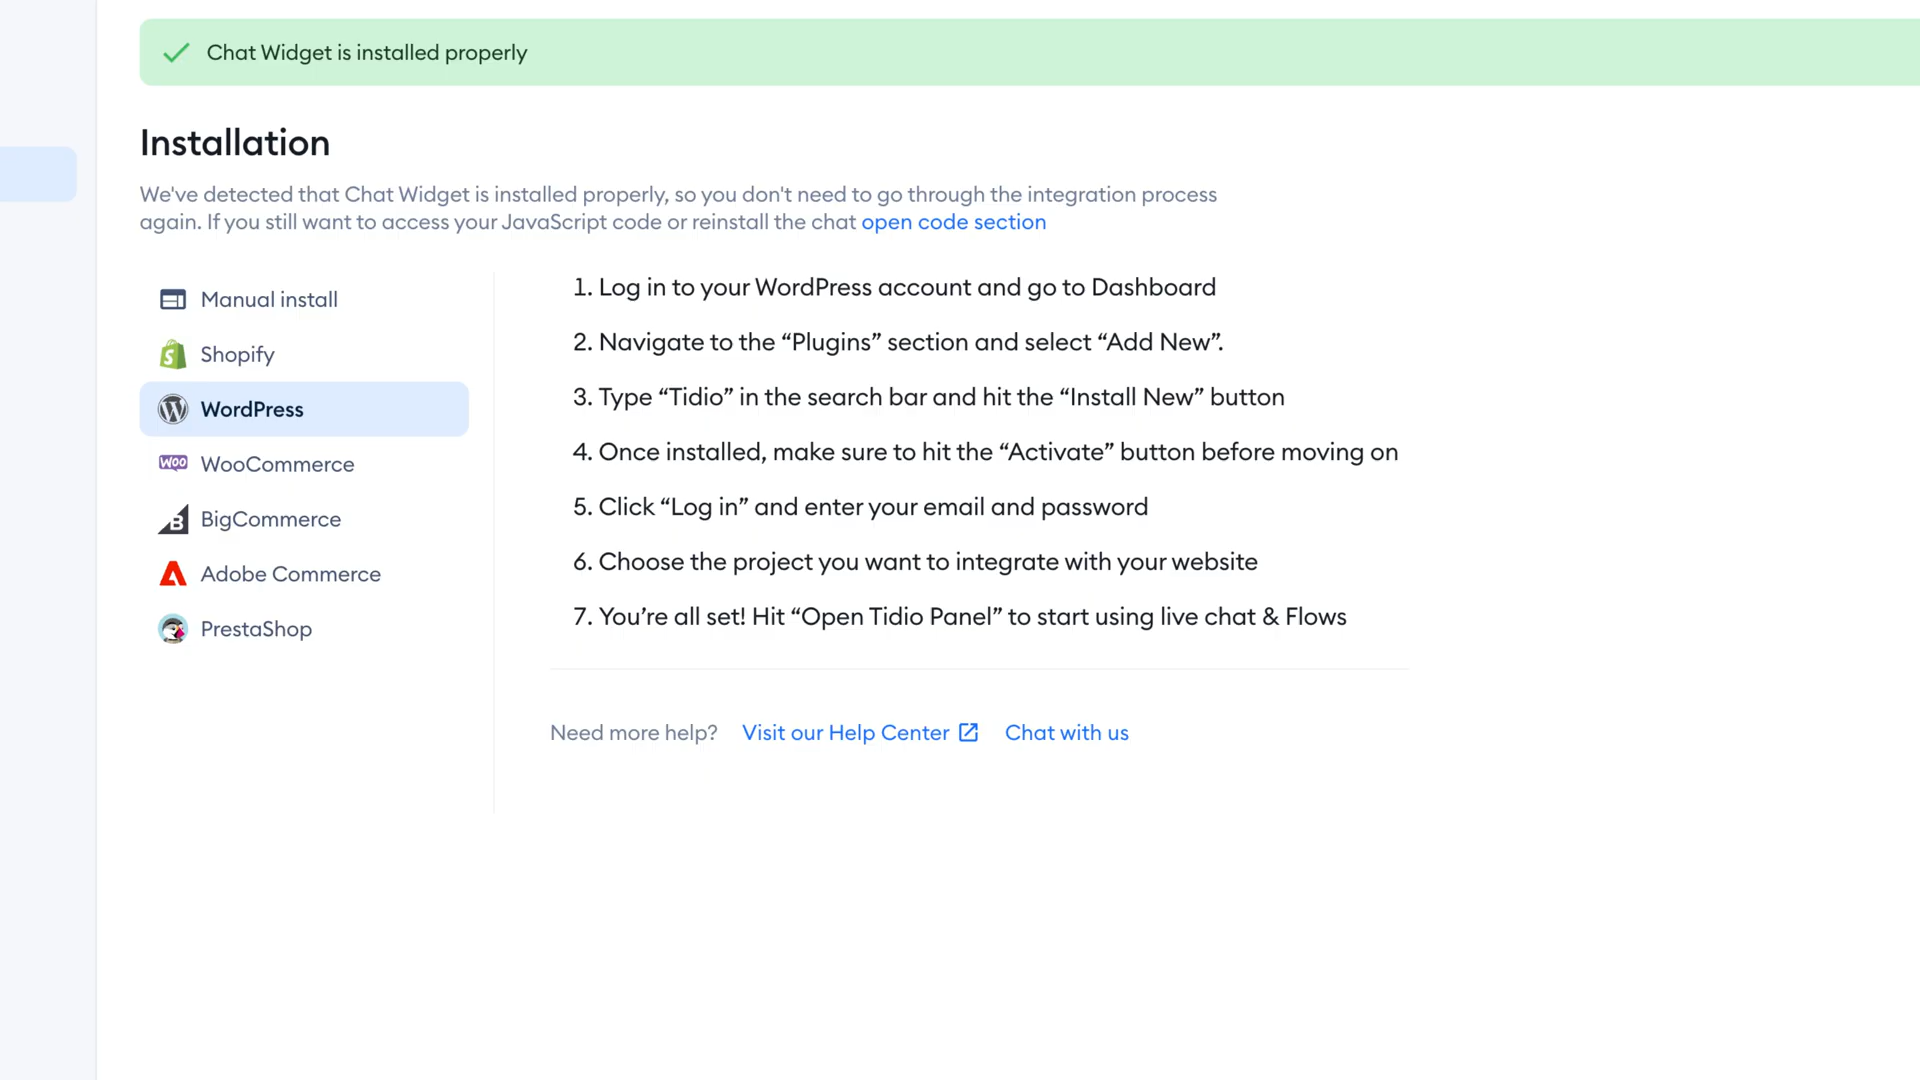 Chat Widget is installed properly
Installation
We've detected that Chat Widget is installed properly, so you don't need to go through the integration process
again. If you still want to access your JavaScript code or reinstall the chat open code section
Manual install
Shopify
WordPress
WooCommerce
BigCommerce
Adobe Commerce
PrestaShop
1. Log in to your WordPress account and go to Dashboard
2. Navigate to the “Plugins” section and select “Add New”.
3. Type “Tidio” in the search bar and hit the “Install New” button
4. Once installed, make sure to hit the “Activate” button before moving on
5. Click “Log in” and enter your email and password
6. Choose the project you want to integrate with your website
7. You’re all set! Hit “Open Tidio Panel” to start using live chat & Flows
Need more help? Visit our Help Center Chat with us